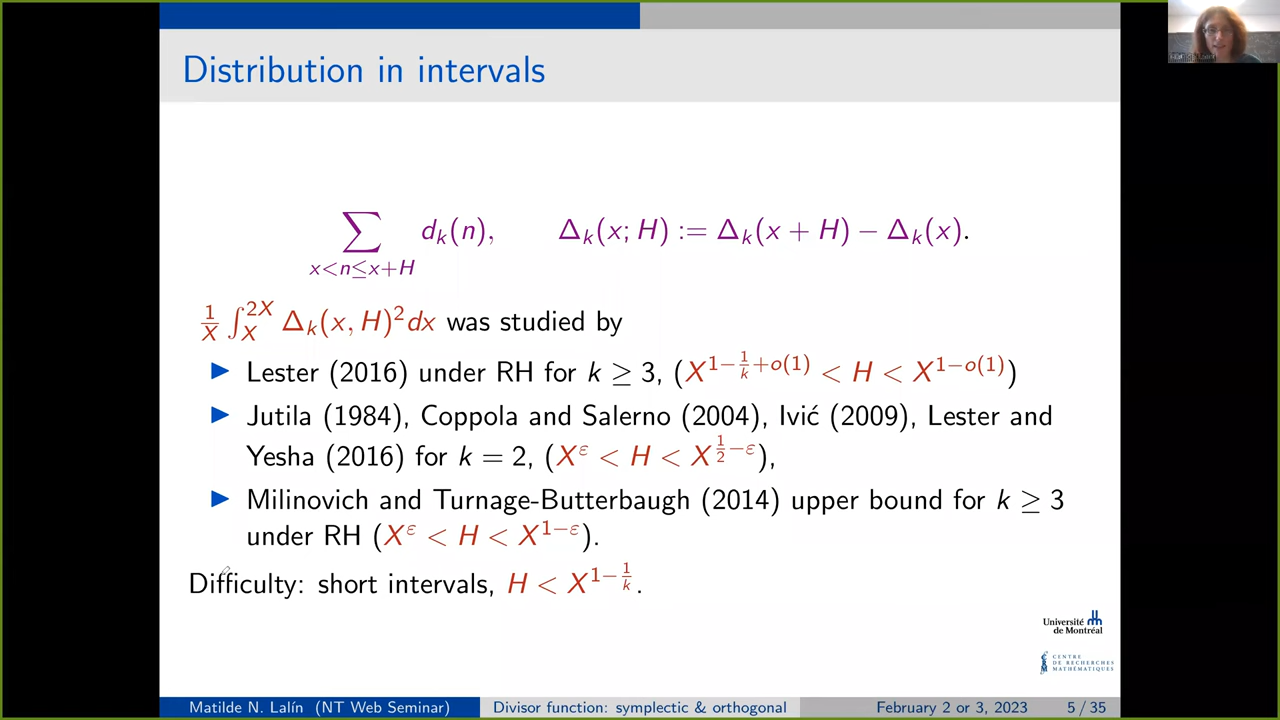 Distribution in intervals
∑_{x<n≤x+H} d_k(n), Δ_k(x; H) := Δ_k(x + H) − Δ_k(x).
1/X ∫_X^{2X} Δ_k(x, H)^2 dx was studied by
▶ Lester (2016) under RH for k ≥ 3, (X^{1−1/k+o(1)} < H < X^{1−o(1)})
▶ Jutila (1984), Coppola and Salerno (2004), Ivić (2009), Lester and
Yesha (2016) for k = 2, (X^ε < H < X^{1/2−ε}),
▶ Milinovich and Turnage-Butterbaugh (2014) upper bound for k ≥ 3
under RH (X^ε < H < X^{1−ε}).
Difficulty: short intervals, H < X^{1−1/k}.
Université
de Montréal
CENTRE
DE RECHERCHES
MATHÉMATIQUES
Matilde N. Lalín (NT Web Seminar) Divisor function: symplectic & orthogonal February 2 or 3, 2023 5 / 35